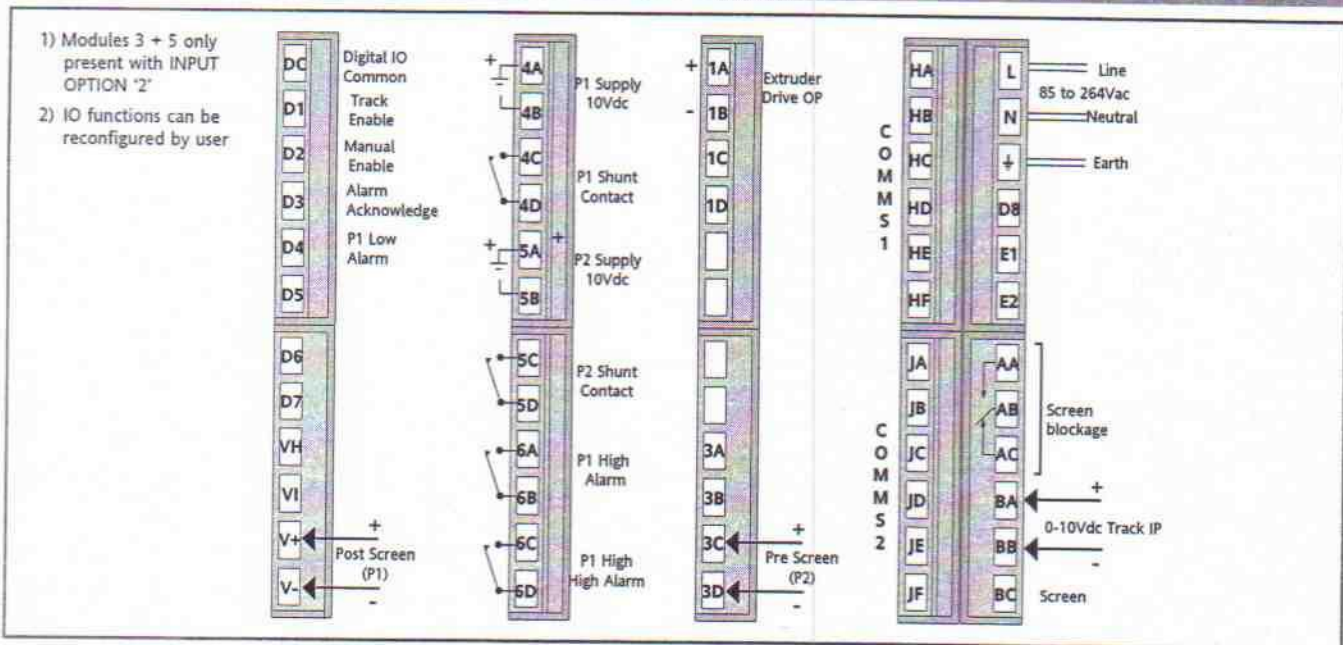 1) Modules 3 + 5 only
present with INPUT
OPTION '2'
2) IO functions can be
reconfigured by user
DC
Digital IO
Common
D1
Track
Enable
D2
Manual
Enable
D3
Alarm
Acknowledge
D4
P1 Low
Alarm
D5
D6
D7
VH
VI
V+
+
Post Screen
(P1)
V-
-
+
4A
P1 Supply
10Vdc
4B
4C
P1 Shunt
Contact
4D
+
5A
+
P2 Supply
10Vdc
5B
5C
P2 Shunt
Contact
5D
6A
P1 High
Alarm
6B
6C
P1 High
High Alarm
6D
+
1A
Extruder
Drive OP
-
1B
1C
1D
3A
3B
3C
+
Pre Screen
(P2)
3D
-
COMMS1
HA
HB
HC
HD
HE
HF
COMMS2
JA
JB
JC
JD
JE
JF
L
Line
85 to 264Vac
N
Neutral
Earth
D8
E1
E2
AA
AB
Screen
blockage
AC
BA
+
0-10Vdc Track IP
BB
-
BC
Screen